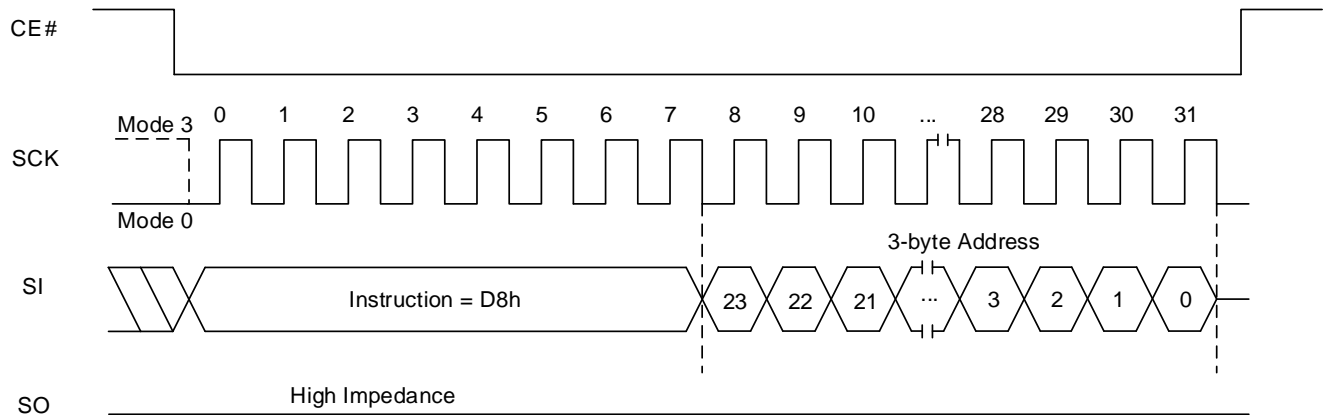 CE#
0 1 2 3 4 5 6 7 8 9 10 ... 28 29 30 31
Mode 3
SCK
Mode 0
3-byte Address
SI
Instruction = D8h
23 22 21 ... 3 2 1 0
High Impedance
SO